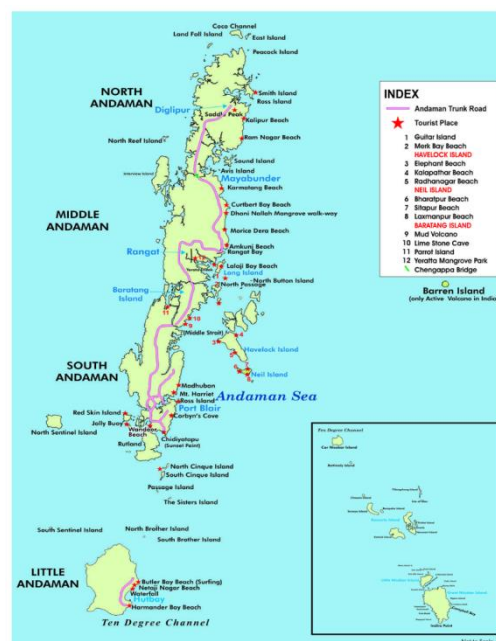 Coco Channel
Land Fall Island
East Island
Peacock Island
NORTH
ANDAMAN
Diglipur
Smith Island
Ross Island
Saddle Peak
Kalipur Beach
Ram Nagar Beach
North Reef Island
Sound Island
Interview Island
Avis Island
Mayabunder
Karmatang Beach
MIDDLE
ANDAMAN
Curtbert Bay Beach
Dhani Nallah Mangrove walk-way
Morice Dera Beach
Rangat
Amkunj Beach
Rangat Bay
Lalaji Bay Beach
Long Island
North Button Island
North Passage
Baratang
Island
11
10
9
(Middle Strait)
4
3
5
Havelock Island
Neil Island
SOUTH
ANDAMAN
Andaman Sea
Madhuban
Mt. Harriet
Ross Island
Port Blair
Corbyn's Cove
Red Skin Island
Jolly Buoy
North Sentinel Island
Wandoor
Beach
Chidiyatapu
(Sunset Point)
Rutland
North Cinque Island
South Cinque Island
Passage Island
The Sisters Island
South Sentinel Island
North Brother Island
South Brother Island
LITTLE
ANDAMAN
Butler Bay Beach (Surfing)
Netaji Nagar Beach
Waterfall
Hutbay
Harmander Bay Beach
Ten Degree Channel
INDEX
Andaman Trunk Road
Tourist Place
1 Guitar Island
2 Merk Bay Beach
HAVELOCK ISLAND
3 Elephant Beach
4 Kalapathar Beach
5 Radhanagar Beach
NEIL ISLAND
6 Bharatpur Beach
7 Sitapur Beach
8 Laxmanpur Beach
BARATANG ISLAND
9 Mud Volcano
10 Lime Stone Cave
11 Parrot Island
12 Yeratta Mangrove Park
Chengappa Bridge
Barren Island
(only Active Volcano in India)
Ten Degree Channel
Car Nicobar Island
Indira Point